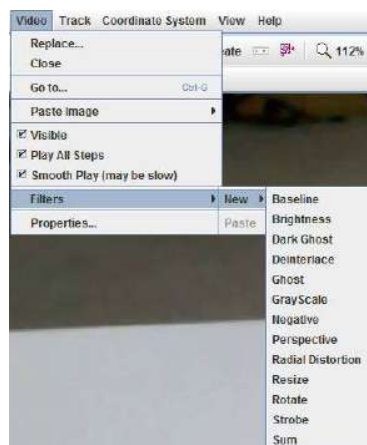 Video Track Coordinate System View Help
Replace...
Close
ate 112%
Go to... Ctrl-G
Paste Image
Visible
Play All Steps
Smooth Play (may be slow)
Filters New Baseline
Properties... Paste Brightness
Dark Ghost
Deinterlace
Ghost
GrayScale
Negative
Perspective
Radial Distortion
Resize
Rotate
Strobe
Sum